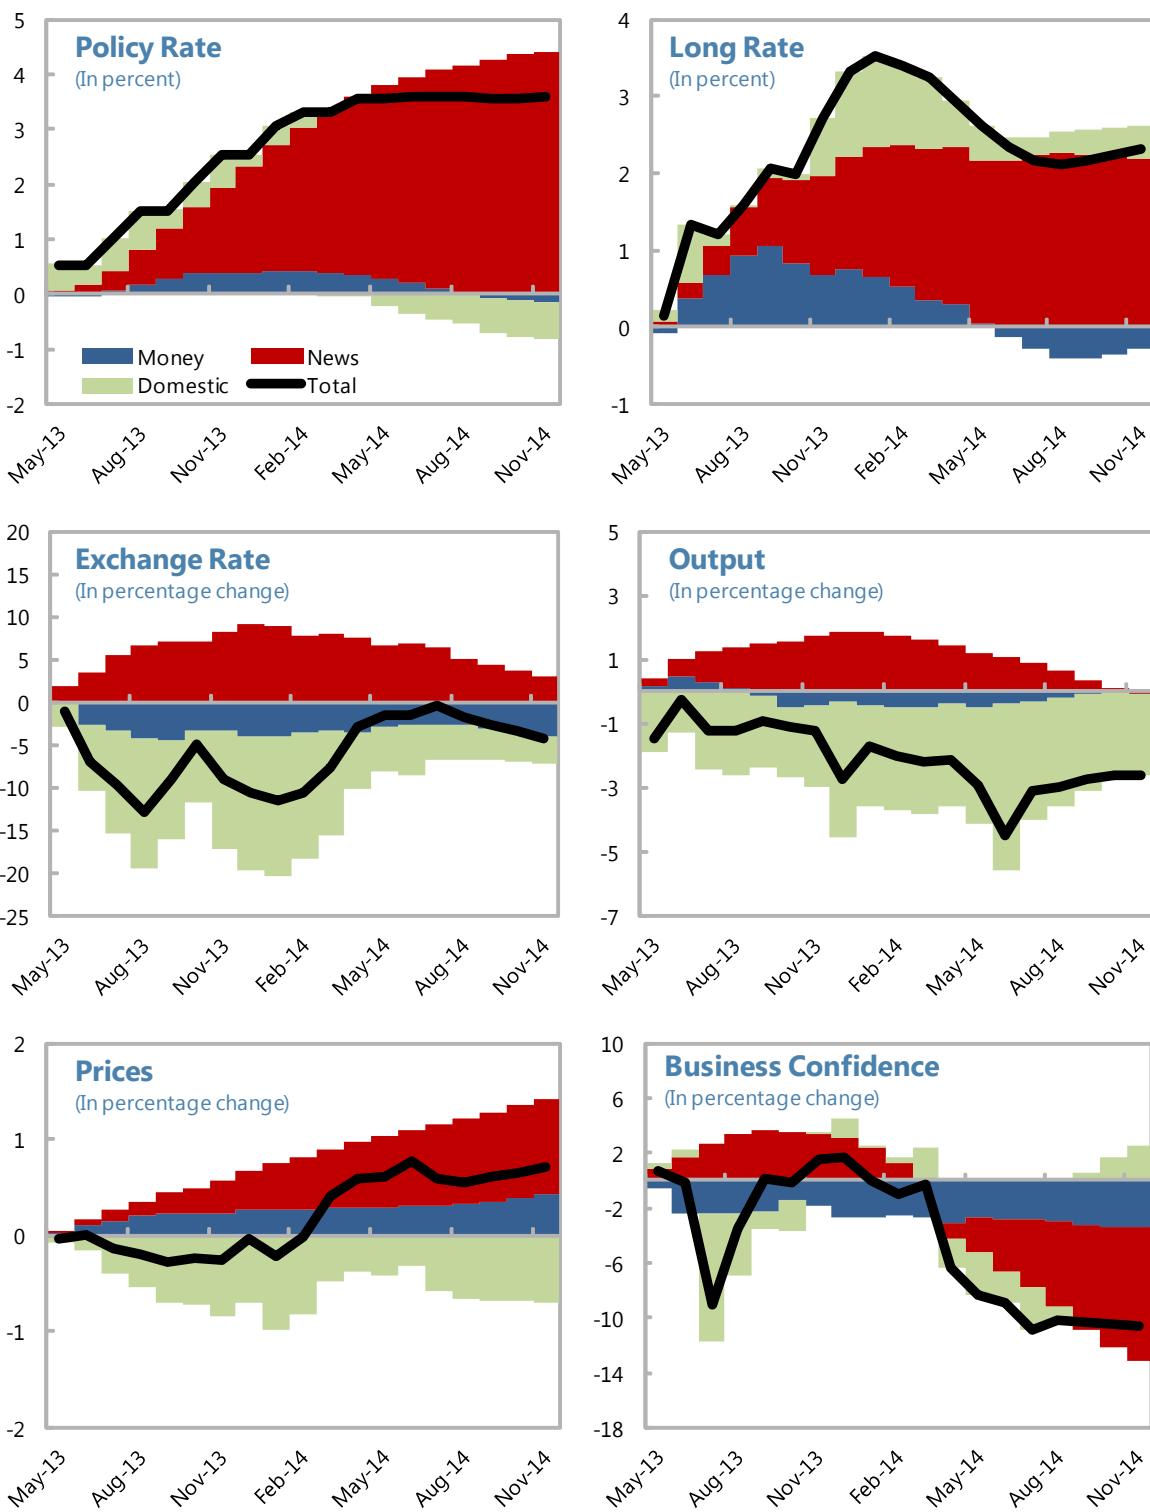 Policy Rate
(In percent)
5
4
3
2
1
0
-1
-2
Money
News
Domestic
Total
May-13
Aug-13
Nov-13
Feb-14
May-14
Aug-14
Nov-14
Long Rate
(In percent)
4
3
2
1
0
-1
May-13
Aug-13
Nov-13
Feb-14
May-14
Aug-14
Nov-14
Exchange Rate
(In percentage change)
20
15
10
5
0
-5
-10
-15
-20
-25
May-13
Aug-13
Nov-13
Feb-14
May-14
Aug-14
Nov-14
Output
(In percentage change)
5
3
1
-1
-3
-5
-7
May-13
Aug-13
Nov-13
Feb-14
May-14
Aug-14
Nov-14
Prices
(In percentage change)
2
1
0
-1
-2
May-13
Aug-13
Nov-13
Feb-14
May-14
Aug-14
Nov-14
Business Confidence
(In percentage change)
10
6
2
-2
-6
-10
-14
-18
May-13
Aug-13
Nov-13
Feb-14
May-14
Aug-14
Nov-14